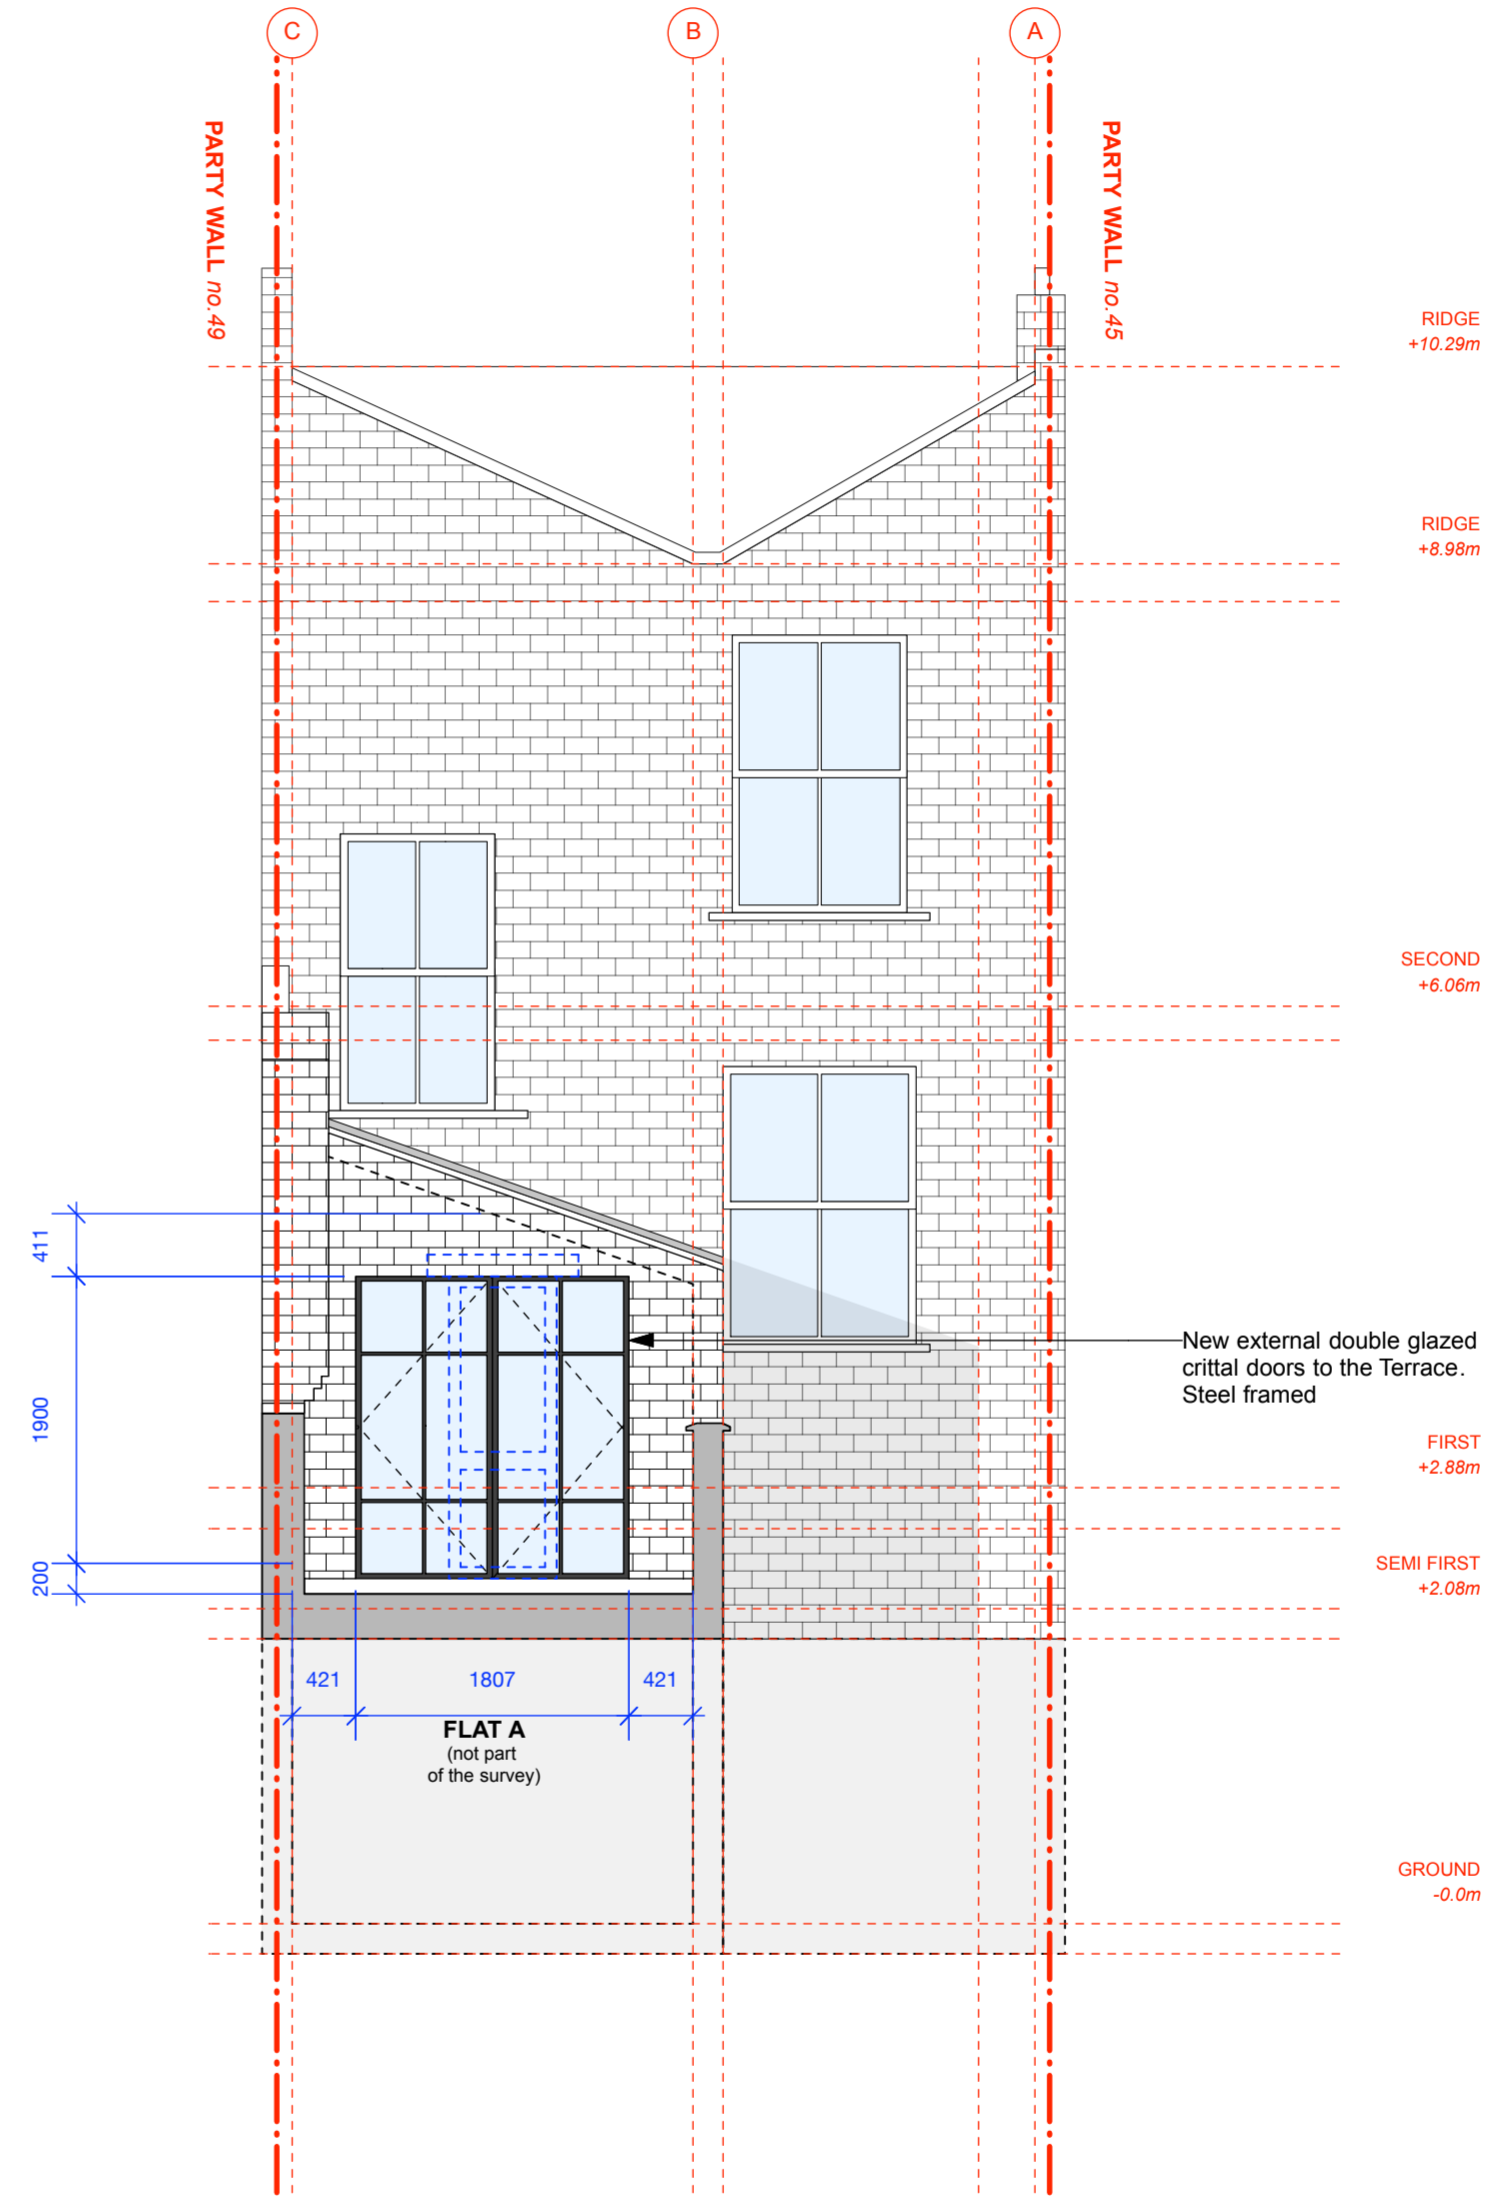 C
B
A
PARTY WALL no.49
PARTY WALL no.45
RIDGE
+10.29m
RIDGE
+8.98m
SECOND
+6.06m
411
New external double glazed
crittal doors to the Terrace.
Steel framed
1900
FIRST
+2.88m
200
SEMI FIRST
+2.08m
421
1807
421
FLAT A
(not part
of the survey)
GROUND
-0.0m